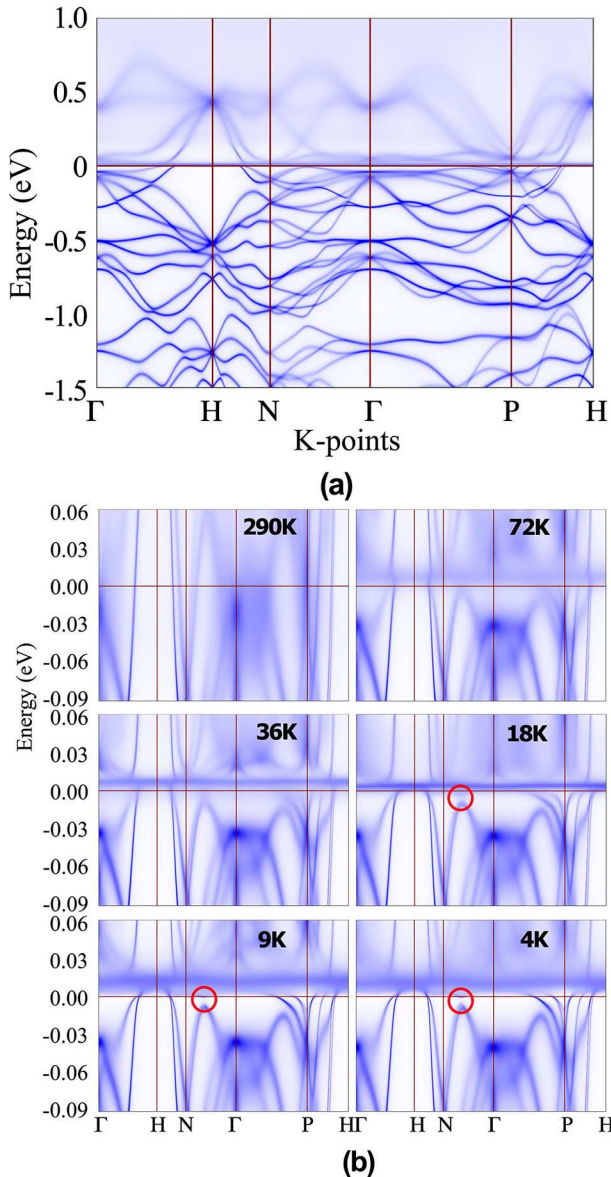 1.0
0.5
0
-0.5
-1.0
-1.5
Energy (eV)
Γ H N Γ P H
K-points
(a)
0.06
0.03
0.00
-0.03
-0.06
-0.09
290K
72K
0.06
0.03
0.00
-0.03
-0.06
-0.09
Energy (eV)
36K
18K
0.06
0.03
0.00
-0.03
-0.06
-0.09
9K
4K
Γ H N Γ P H Γ H N Γ P H
(b)